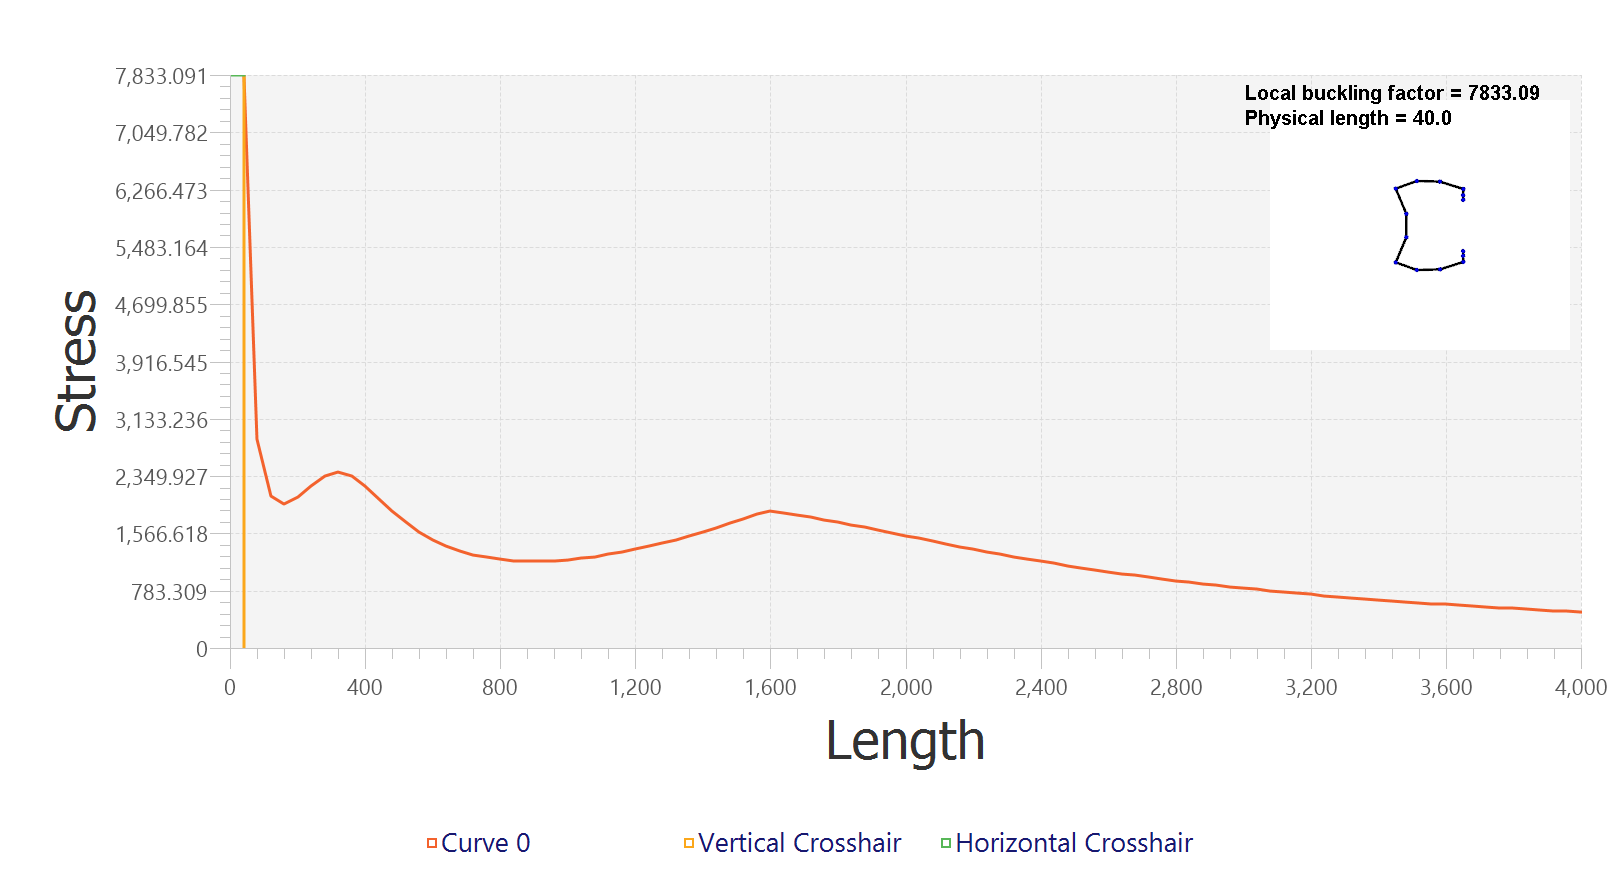 7,833.091
7,049.782
6,266.473
5,483.164
4,699.855
3,916.545
3,133.236
2,349.927
1,566.618
783.309
0
Stress
Local buckling factor = 7833.09
Physical length = 40.0
0 400 800 1,200 1,600 2,000 2,400 2,800 3,200 3,600 4,000
Length
Curve 0 Vertical Crosshair Horizontal Crosshair